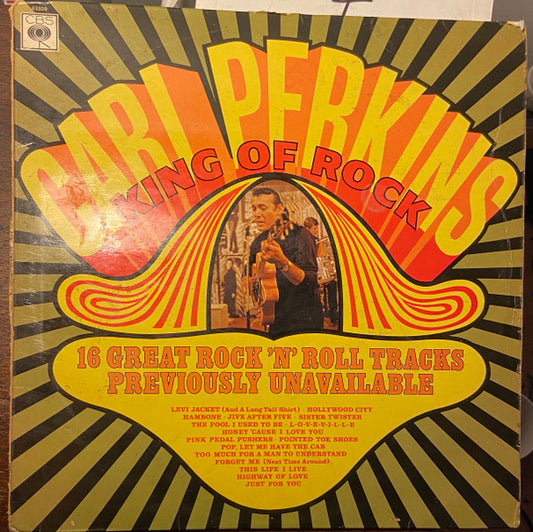 CBS
CARL PERKINS
KING OF ROCK
16 GREAT ROCK 'N' ROLL TRACKS
PREVIOUSLY UNAVAILABLE
LEVI JACKET (And A Long Tail Shirt) · HOLLYWOOD CITY
HAMBONE · JIVE AFTER FIVE · SISTER TWISTER
THE FOOL I USED TO BE · L-O-V-E-V-I-L-L-E
HONEY 'CAUSE I LOVE YOU
PINK PEDAL PUSHERS · POINTED TOE SHOES
POP, LET ME HAVE THE CAR
TOO MUCH FOR A MAN TO UNDERSTAND
FORGET ME (Next Time Around)
THIS LIFE I LIVE
HIGHWAY OF LOVE
JUST FOR YOU